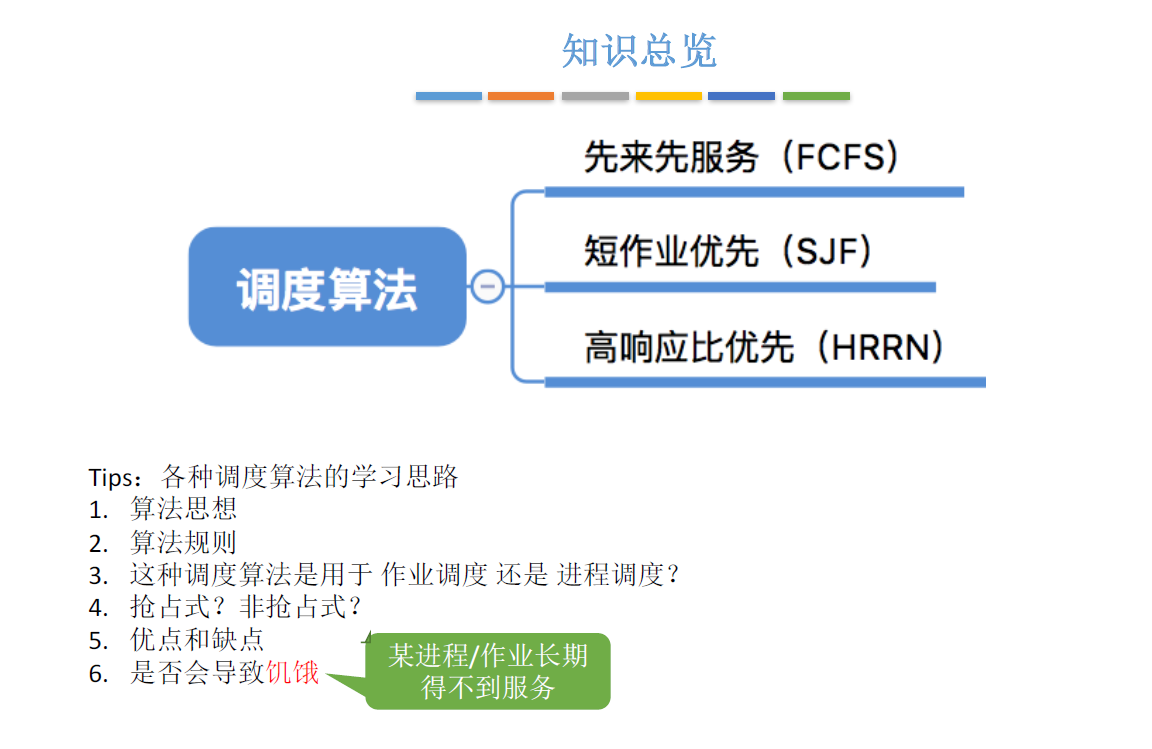 知识总览
先来先服务（FCFS）
短作业优先（SJF）
调度算法
高响应比优先（HRRN）
Tips：各种调度算法的学习思路
1. 算法思想
2. 算法规则
3. 这种调度算法是用于 作业调度 还是 进程调度？
4. 抢占式？非抢占式？
5. 优点和缺点
6. 是否会导致饥饿
某进程/作业长期
得不到服务